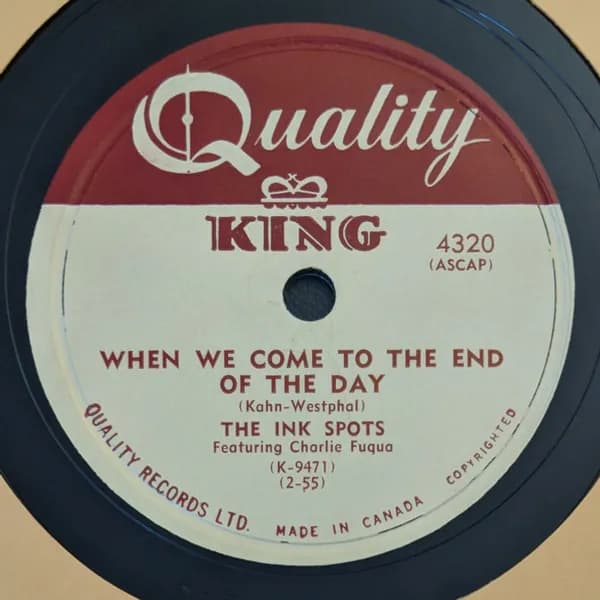 Quality
KING
4320
(ASCAP)
WHEN WE COME TO THE END
OF THE DAY
(Kahn-Westphal)
THE INK SPOTS
Featuring Charlie Fuqua
(K-9471)
(2-55)
QUALITY RECORDS LTD. MADE IN CANADA COPYRIGHTED